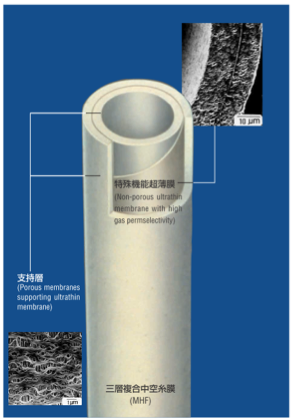 10 μm
特殊機能超薄膜
(Non-porous ultrathin
membrane with high
gas permselectivity)
支持層
(Porous membranes
supporting ultrathin
membrane)
1μm
三層複合中空糸膜
(MHF)